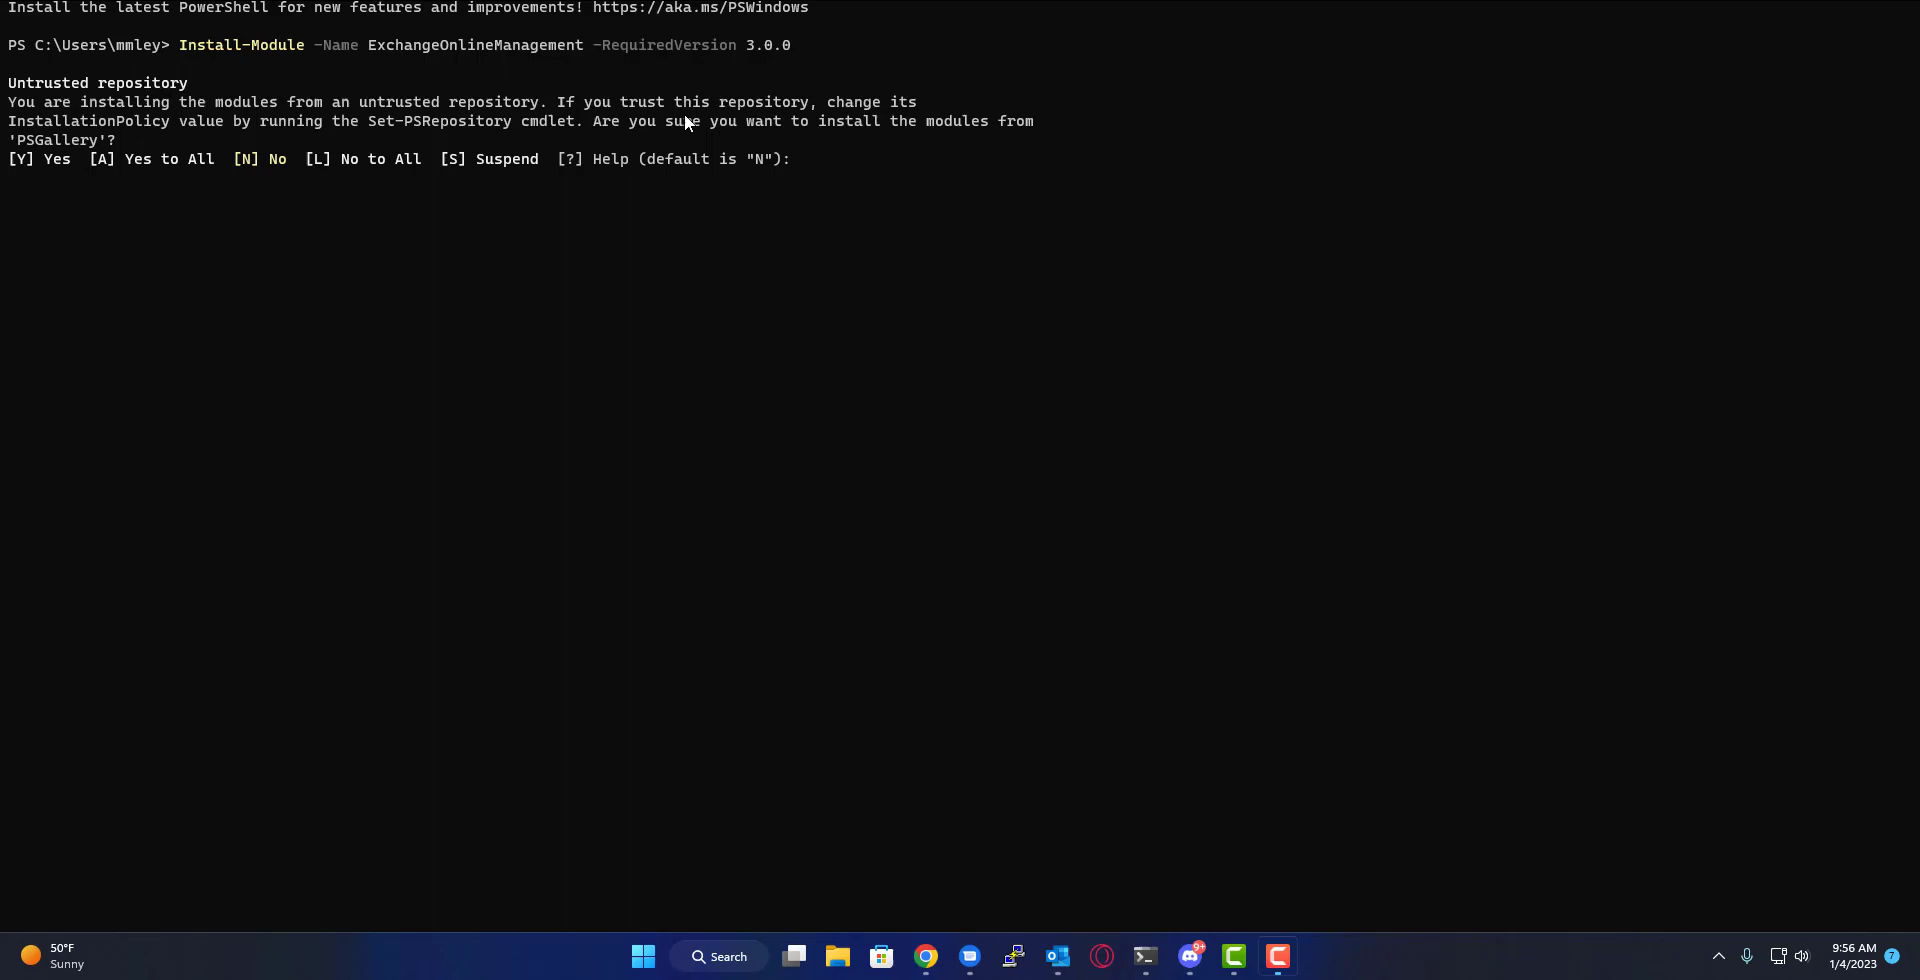 Install the latest PowerShell for new features and improvements! https://aka.ms/PSWindows
PS C:\Users\mmley> Install-Module -Name ExchangeOnlineManagement -RequiredVersion 3.0.0
Untrusted repository
You are installing the modules from an untrusted repository. If you trust this repository, change its
InstallationPolicy value by running the Set-PSRepository cmdlet. Are you sure you want to install the modules from
'PSGallery'?
[Y] Yes  [A] Yes to All  [N] No  [L] No to All  [S] Suspend  [?] Help (default is "N"):
50°F
Sunny
Search
9+
9:56 AM
1/4/2023
7